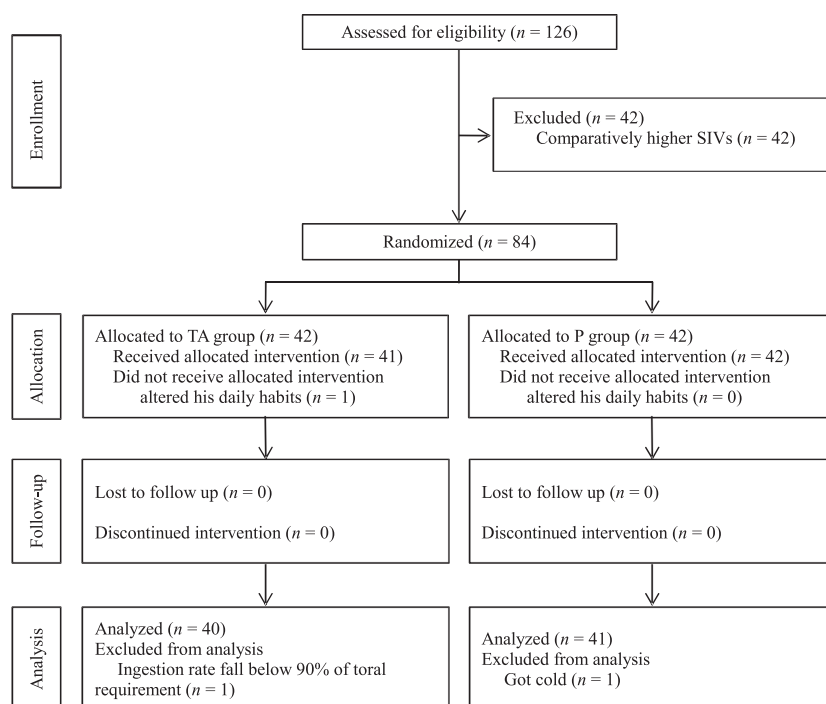 Assessed for eligibility (n = 126)
Enrollment
Excluded (n = 42)
Comparatively higher SIVs (n = 42)
Randomized (n = 84)
Allocation
Allocated to TA group (n = 42)
Received allocated intervention (n = 41)
Did not receive allocated intervention
altered his daily habits (n = 1)
Allocated to P group (n = 42)
Received allocated intervention (n = 42)
Did not receive allocated intervention
altered his daily habits (n = 0)
Follow-up
Lost to follow up (n = 0)
Discontinued intervention (n = 0)
Lost to follow up (n = 0)
Discontinued intervention (n = 0)
Analysis
Analyzed (n = 40)
Excluded from analysis
Ingestion rate fall below 90% of toral
requirement (n = 1)
Analyzed (n = 41)
Excluded from analysis
Got cold (n = 1)